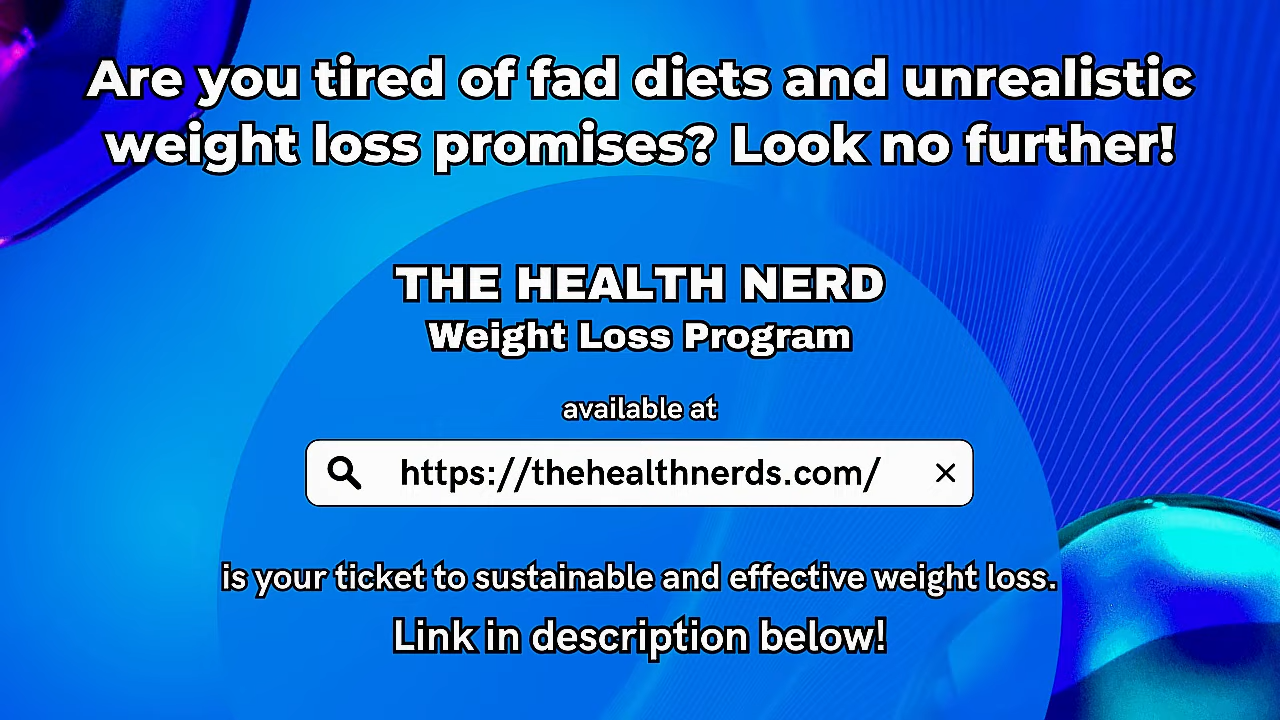 Are you tired of fad diets and unrealistic
weight loss promises? Look no further!
THE HEALTH NERD
Weight Loss Program
available at
https://thehealthnerds.com/
is your ticket to sustainable and effective weight loss.
Link in description below!